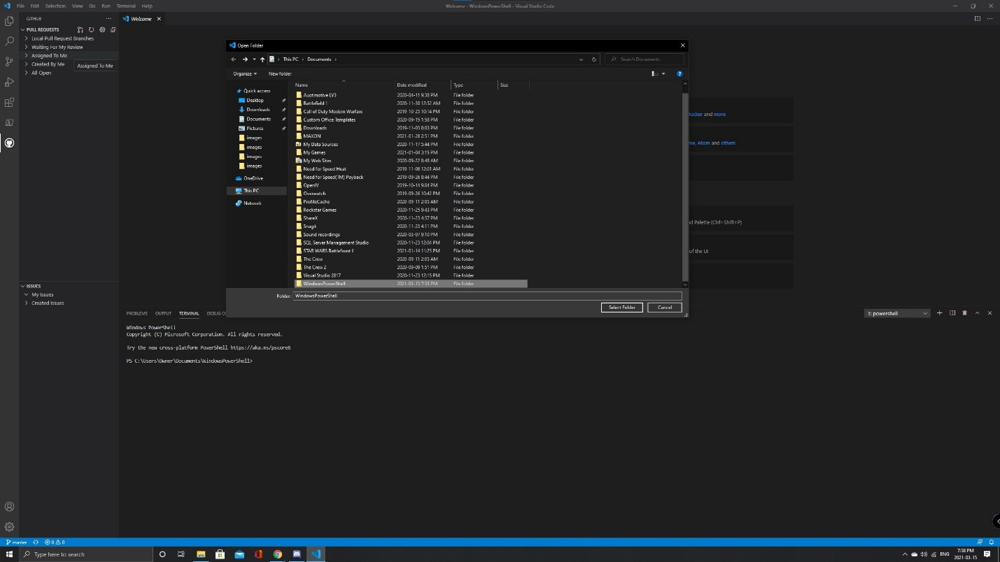 File Edit Selection View Go Run Terminal Help
Welcome - WindowsPowerShell - Visual Studio Code
GITHUB
Welcome
PULL REQUESTS
Local Pull Request Branches
Waiting For My Review
Assigned To Me
Created By Me
Assigned To Me
All Open
Open Folder
This PC > Documents >
Search Documents
Organize New folder
Quick access
Desktop
Downloads
Documents
Pictures
images
images
images
images
OneDrive
This PC
Network
Name Date modified Type Size
Auotmotive LV3 2020-04-11 9:38 PM File folder
Battlefield 1 2020-11-30 12:52 AM File folder
Call of Duty Modern Warfare 2019-10-25 10:14 PM File folder
Custom Office Templates 2020-09-15 1:58 PM File folder
Downloads 2019-11-03 8:03 PM File folder
MAXON 2021-01-28 2:51 PM File folder
My Data Sources 2020-11-17 5:44 PM File folder
My Games 2021-01-04 3:15 PM File folder
My Web Sites 2020-09-22 8:48 AM File folder
Need for Speed Heat 2019-11-08 12:01 AM File folder
Need for Speed(TM) Payback 2019-09-26 8:44 PM File folder
OpenIV 2019-10-14 9:04 PM File folder
Overwatch 2019-09-26 10:42 PM File folder
ProfileCache 2020-09-11 2:05 AM File folder
Rockstar Games 2020-11-25 9:43 PM File folder
ShareX 2020-11-23 4:37 PM File folder
Snagit 2020-11-23 4:11 PM File folder
Sound recordings 2020-03-07 9:10 PM File folder
SQL Server Management Studio 2020-11-23 12:04 PM File folder
STAR WARS Battlefront II 2021-01-14 11:25 PM File folder
The Crew 2020-09-11 2:05 AM File folder
The Crew 2 2020-09-09 1:51 PM File folder
Visual Studio 2017 2020-11-23 12:15 PM File folder
WindowsPowerShell 2021-03-15 7:53 PM File folder
Folder: WindowsPowerShell
Select Folder Cancel
Docker and more
me, Atom and others
nd Palette (Ctrl+Shift+P)
of the UI
ISSUES
My Issues
Created Issues
PROBLEMS OUTPUT TERMINAL DEBUG C
1: powershell
Windows PowerShell
Copyright (C) Microsoft Corporation. All rights reserved.
Try the new cross-platform PowerShell https://aka.ms/pscore6
PS C:\Users\Owner\Documents\WindowsPowerShell>
master 0 0
Type here to search
ENG
7:58 PM
2021-03-15